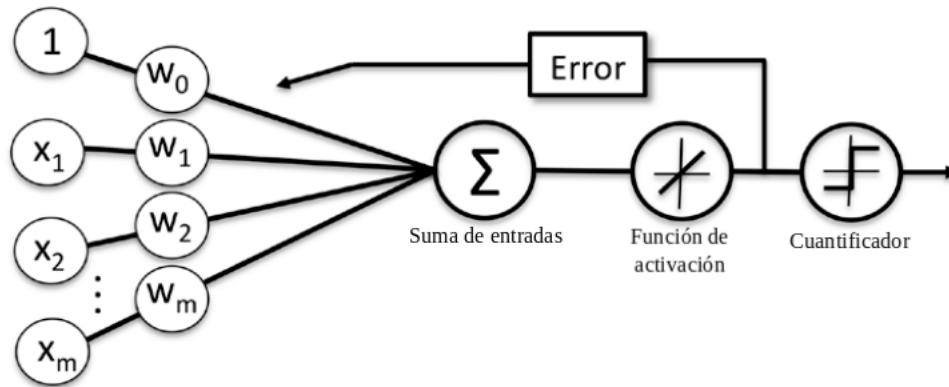 1
w0
Error
x1
w1
Σ
x2
w2
Suma de entradas
Función de
activación
Cuantificador
⋮
wm
xm